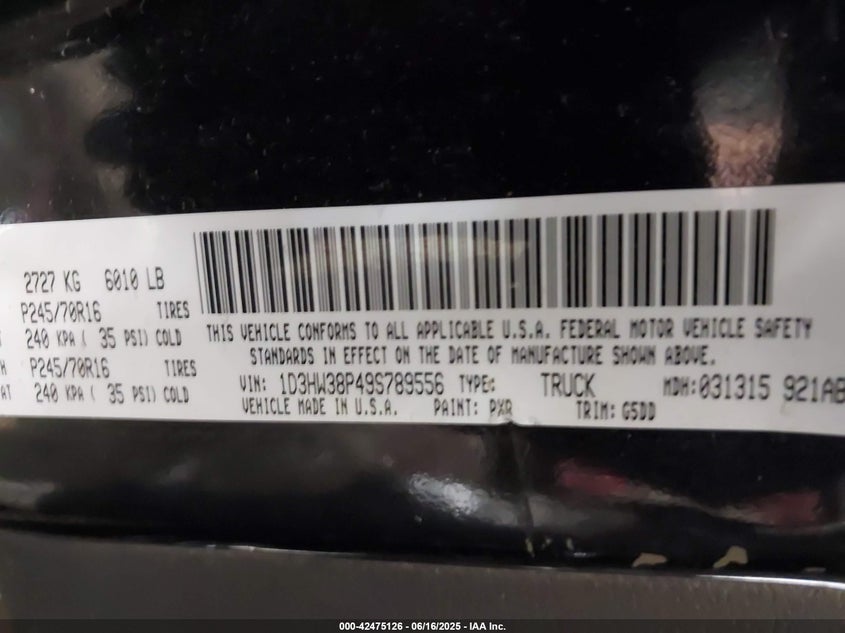 2727 KG 6010 LB
P245/70R16 TIRES
T 240 KPA ( 35 PSI) COLD
H P245/70R16 TIRES
AT 240 KPA ( 35 PSI) COLD
THIS VEHICLE CONFORMS TO ALL APPLICABLE U.S.A. FEDERAL MOTOR VEHICLE SAFETY
STANDARDS IN EFFECT ON THE DATE OF MANUFACTURE SHOWN ABOVE.
VIN: 1D3HW38P49S789556 TYPE: TRUCK MDH:031315 921AB
VEHICLE MADE IN U.S.A. PAINT: PXR TRIM: G5DD
000-42475126 - 06/16/2025 - IAA Inc.